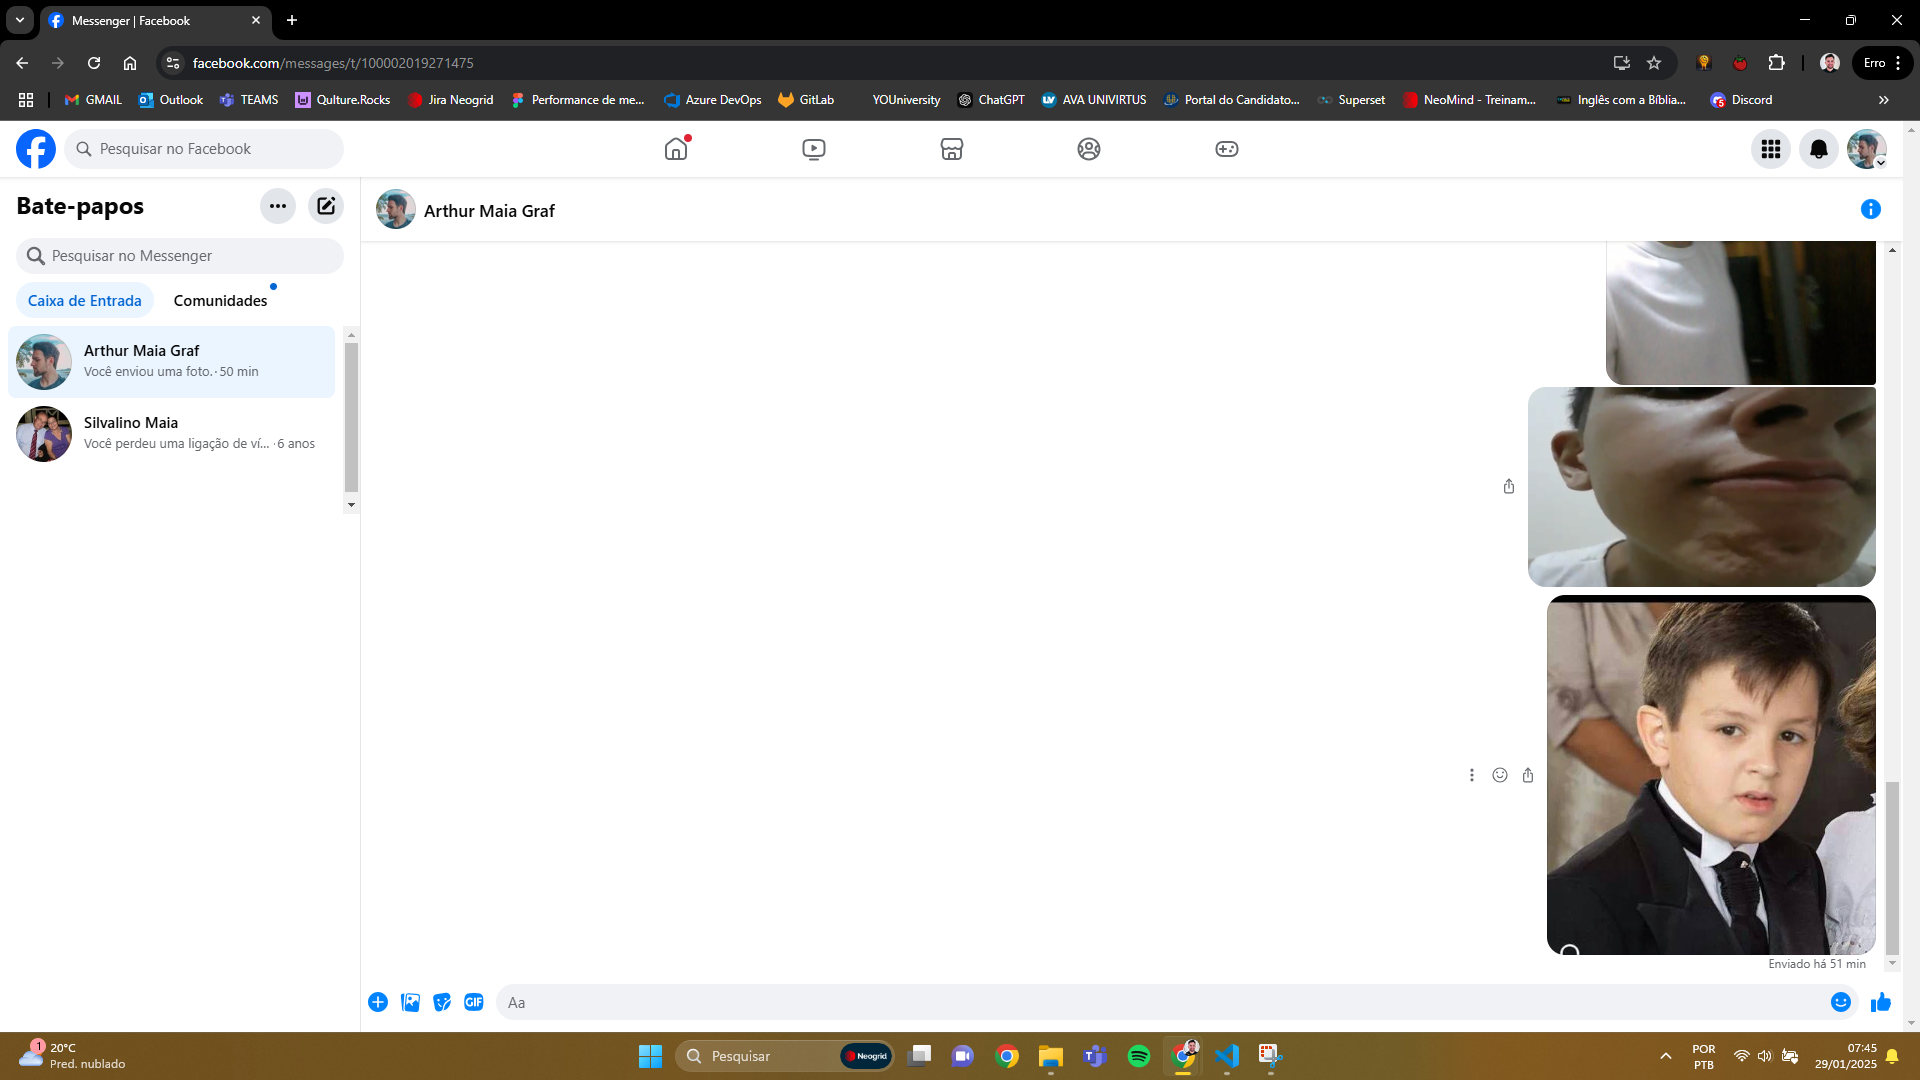 Messenger | Facebook
facebook.com/messages/t/100002019271475
Erro
GMAIL
Outlook
TEAMS
Qulture.Rocks
Jira Neogrid
Performance de me...
Azure DevOps
GitLab
YOUniversity
ChatGPT
AVA UNIVIRTUS
Portal do Candidato...
Superset
NeoMind - Treinam...
Inglês com a Bíblia...
Discord
Pesquisar no Facebook
Bate-papos
Pesquisar no Messenger
Caixa de Entrada
Comunidades
Arthur Maia Graf
Você enviou uma foto. · 50 min
Silvalino Maia
Você perdeu uma ligação de ví... · 6 anos
Arthur Maia Graf
Enviado há 51 min
GIF
Aa
1
20°C
Pred. nublado
Pesquisar
Neogrid
POR
PTB
07:45
29/01/2025